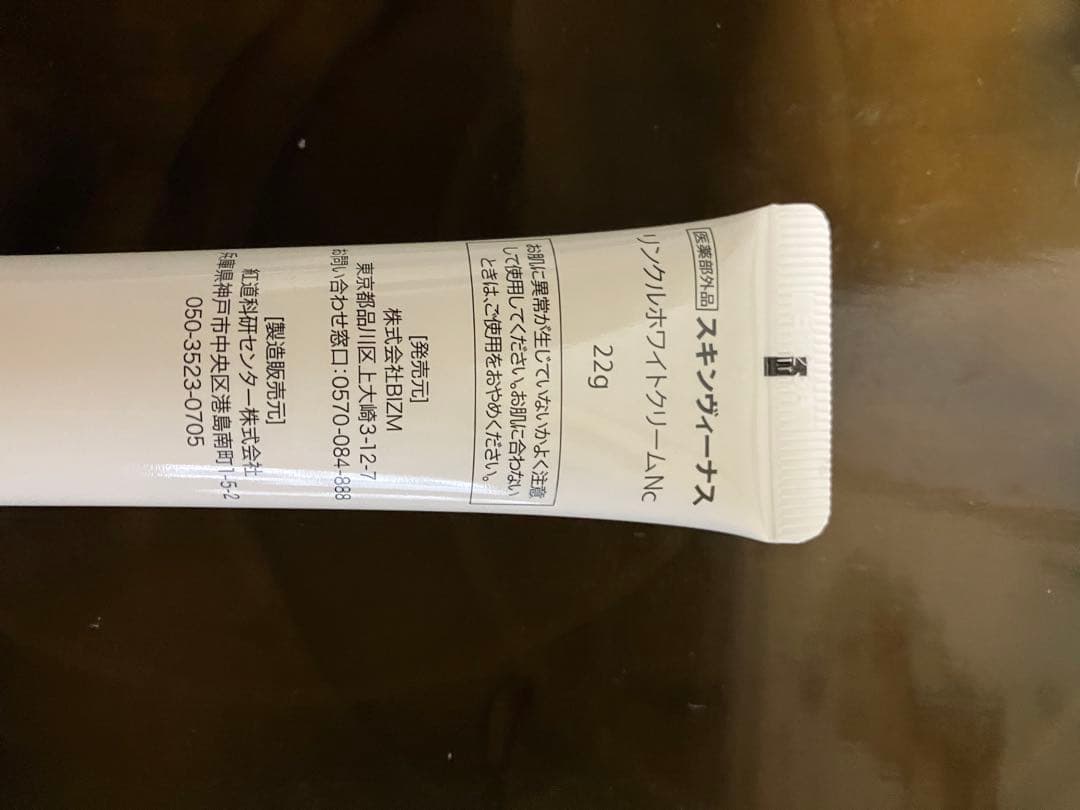 医薬部外品 スキンヴィーナス
リンクルホワイトクリームNc
22g
お肌に異常が生じていないかよく注意
して使用してください。お肌に合わない
ときは、ご使用をおやめください。
[発売元]
株式会社BIZM
東京都品川区上大崎3-12-7
お問い合わせ窓口:0570-084-888
[製造販売元]
紅道科研センター株式会社
兵庫県神戸市中央区港島南町1-5-2
050-3523-0705